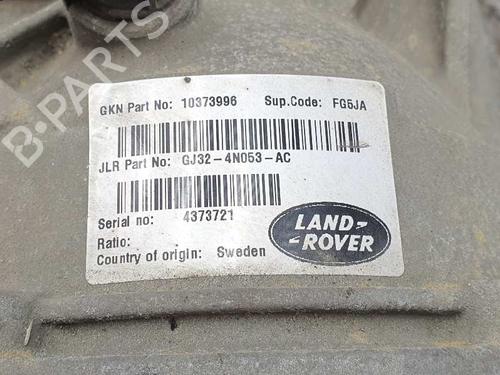 B-PARTS
GKN Part No: 10373996 Sup.Code: FG5JA
JLR Part No: GJ32-4N053-AC
Serial no: 4373721
Ratio:
Country of origin: Sweden
LAND-
-ROVER